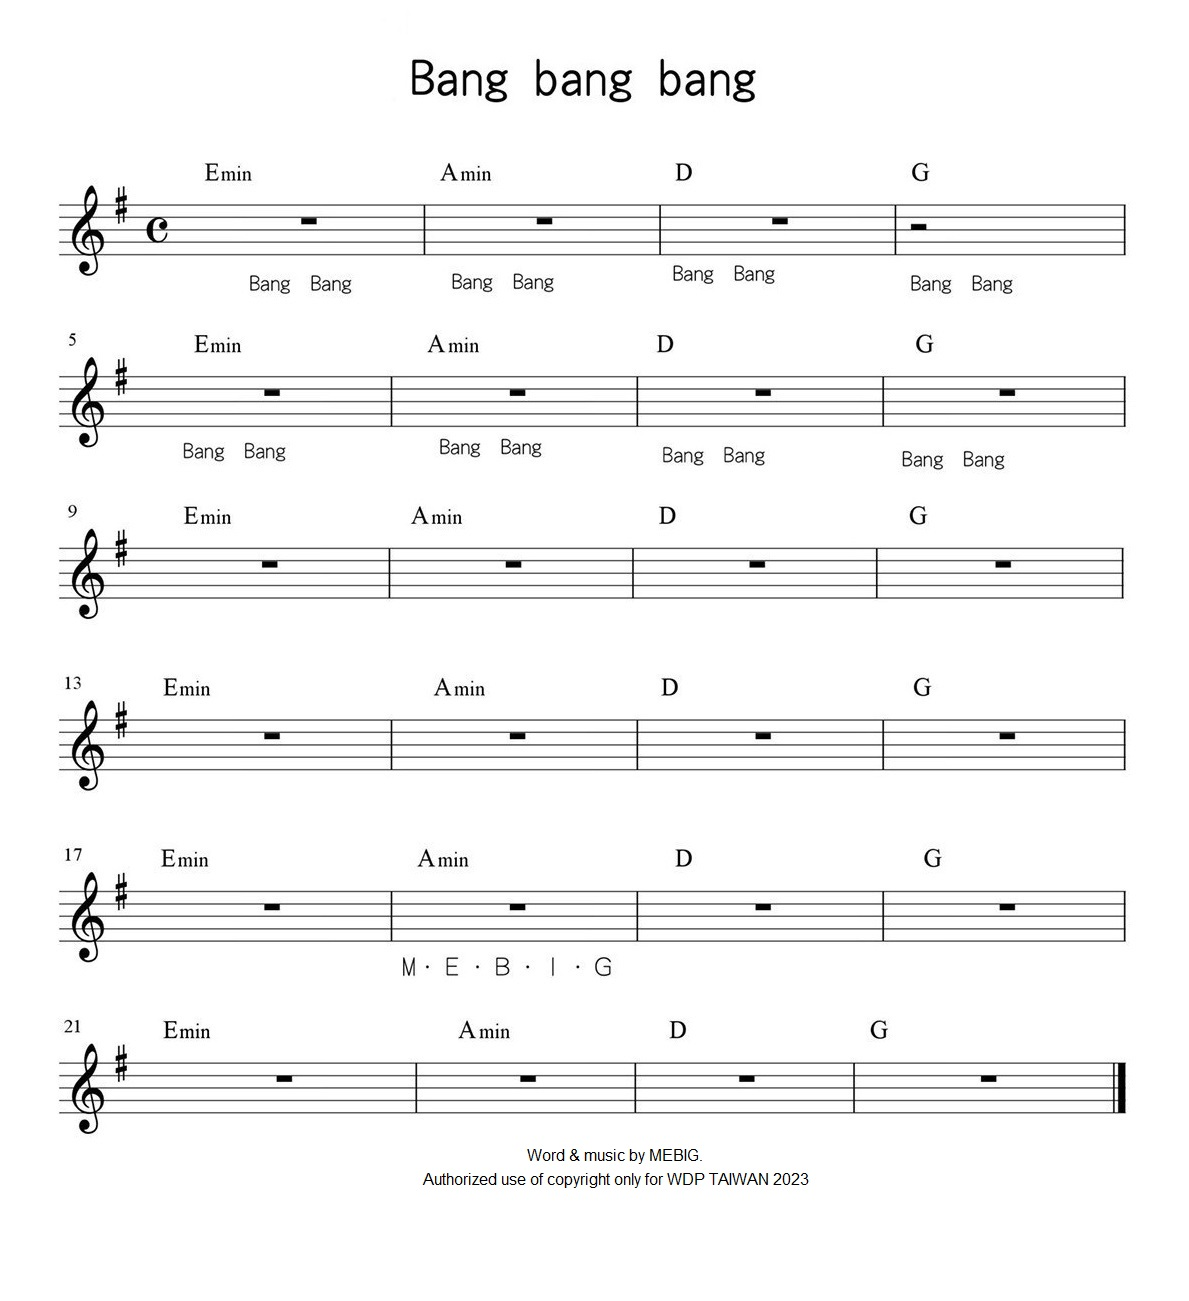 Bang bang bang
Emin Amin D G
Bang Bang Bang Bang Bang Bang Bang Bang
5 Emin Amin D G
Bang Bang Bang Bang Bang Bang Bang Bang
9 Emin Amin D G
13 Emin Amin D G
17 Emin Amin D G
M · E · B · I · G
21 Emin Amin D G
Word & music by MEBIG.
Authorized use of copyright only for WDP TAIWAN 2023